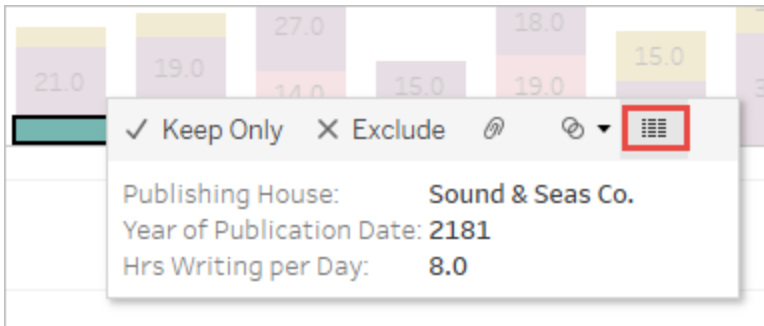 27.0 18.0
21.0 19.0 15.0
14.0 15.0 19.0
Keep Only Exclude
Publishing House: Sound & Seas Co.
Year of Publication Date: 2181
Hrs Writing per Day: 8.0